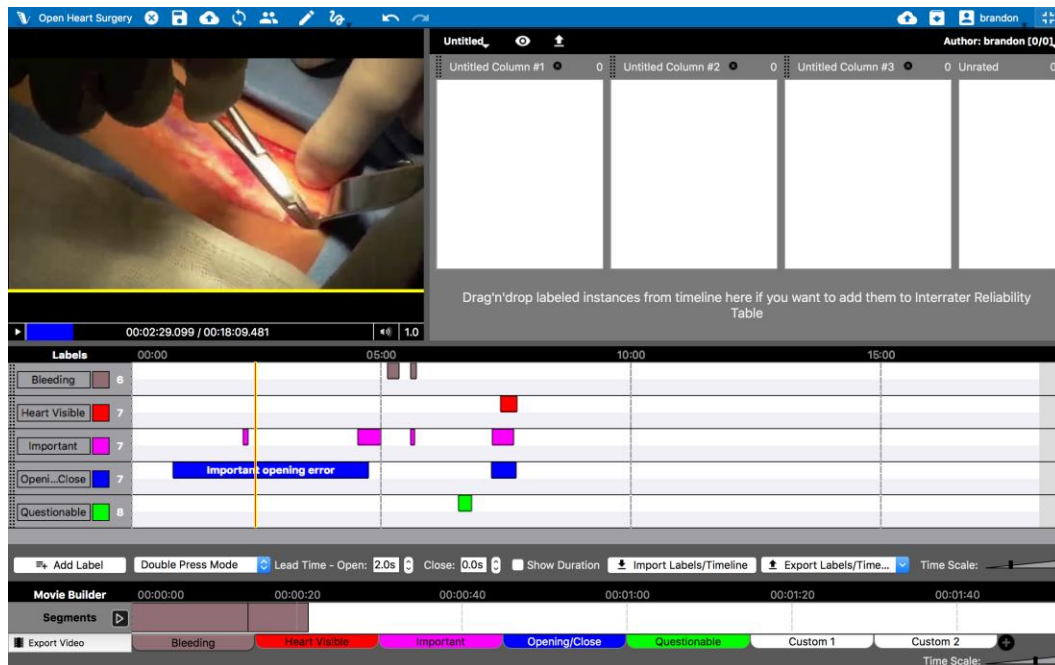 Open Heart Surgery
brandon
Untitled
Author: brandon [0/0]
Untitled Column #1 0
Untitled Column #2 0
Untitled Column #3 0
Unrated 0
Drag'n'drop labeled instances from timeline here if you want to add them to Interrater Reliability
Table
00:02:29.099 / 00:18:09.481
1.0
Labels 00:00 05:00 10:00 15:00
Bleeding 6
Heart Visible 7
Important 7
Openi...Close 7
Important opening error
Questionable 8
Add Label
Double Press Mode
Lead Time - Open: 2.0s
Close: 0.0s
Show Duration
Import Labels/Timeline
Export Labels/Time...
Time Scale:
Movie Builder 00:00:00 00:00:20 00:00:40 00:01:00 00:01:20 00:01:40
Segments
Export Video
Bleeding
Heart Visible
Important
Opening/Close
Questionable
Custom 1
Custom 2
Time Scale: